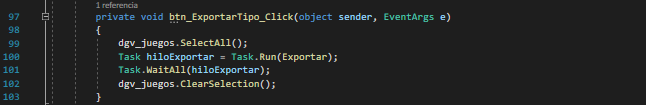 1 referencia
97 private void btn_ExportarTipo_Click(object sender, EventArgs e)
98 {
99 dgv_juegos.SelectAll();
100 Task hiloExportar = Task.Run(Exportar);
101 Task.WaitAll(hiloExportar);
102 dgv_juegos.ClearSelection();
103 }